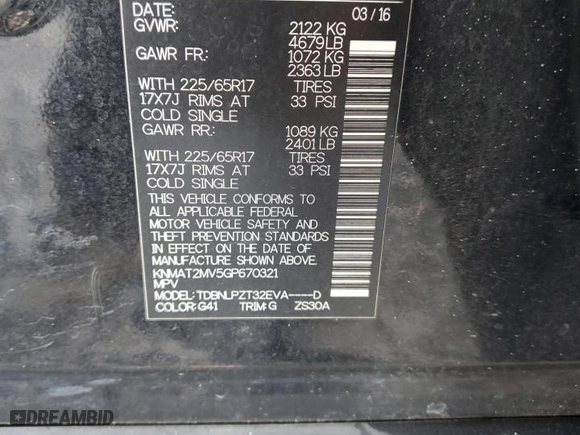 DATE: 03/16
GVWR: 2122 KG
4679LB
GAWR FR: 1072 KG
2363 LB
WITH 225/65R17 TIRES
17X7J RIMS AT 33 PSI
COLD SINGLE
GAWR RR: 1089 KG
2401 LB
WITH 225/65R17 TIRES
17X7J RIMS AT 33 PSI
COLD SINGLE
THIS VEHICLE CONFORMS TO
ALL APPLICABLE FEDERAL
MOTOR VEHICLE SAFETY AND
THEFT PREVENTION STANDARDS
IN EFFECT ON THE DATE OF
MANUFACTURE SHOWN ABOVE.
KNMAT2MV5GP670321
MPV
MODEL: TDBNLPZT32EVA----D
COLOR: G41 TRIM: G ZS30A
DREAMBID